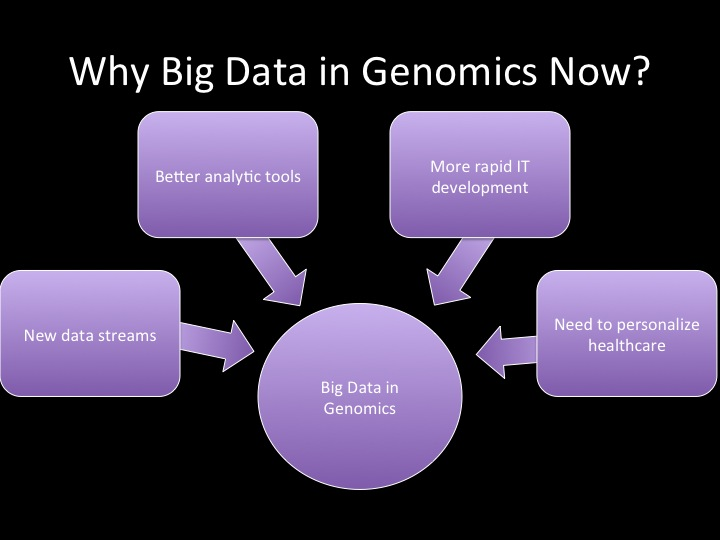 Why Big Data in Genomics Now?
Better analytic tools
More rapid IT
development
New data streams
Need to personalize
healthcare
Big Data in
Genomics